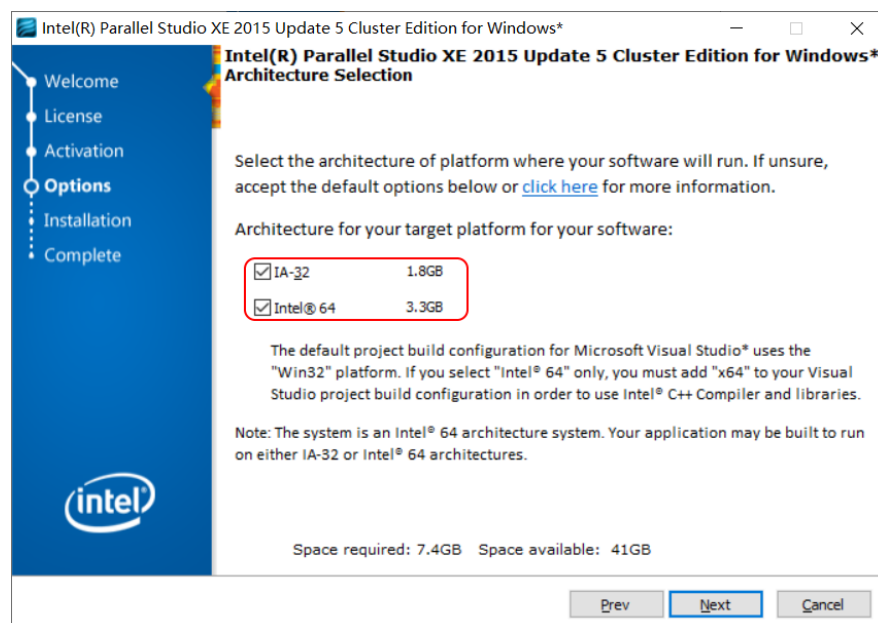 Intel(R) Parallel Studio XE 2015 Update 5 Cluster Edition for Windows*
Intel(R) Parallel Studio XE 2015 Update 5 Cluster Edition for Windows*
Architecture Selection
Welcome
License
Activation
Options
Installation
Complete
Select the architecture of platform where your software will run. If unsure,
accept the default options below or click here for more information.
Architecture for your target platform for your software:
IA-32 1.8GB
Intel® 64 3.3GB
The default project build configuration for Microsoft Visual Studio* uses the
"Win32" platform. If you select "Intel® 64" only, you must add "x64" to your Visual
Studio project build configuration in order to use Intel® C++ Compiler and libraries.
Note: The system is an Intel® 64 architecture system. Your application may be built to run
on either IA-32 or Intel® 64 architectures.
intel®
Space required: 7.4GB Space available: 41GB
Prev Next Cancel